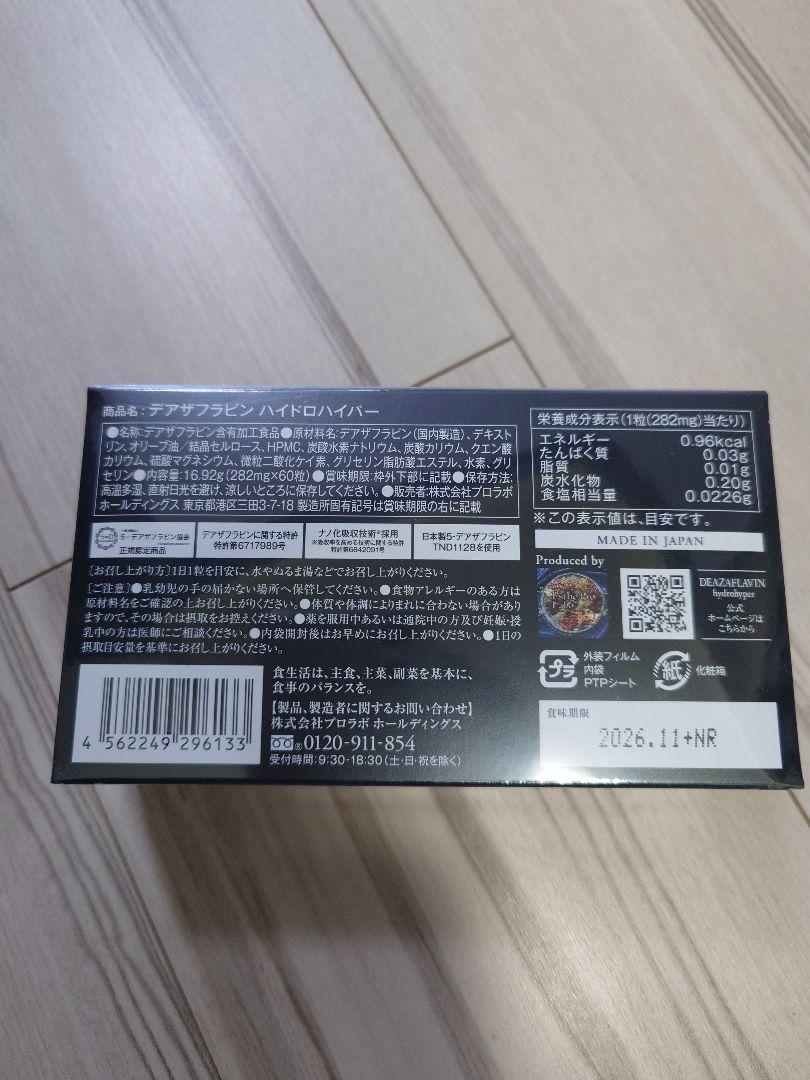 商品名：デアザフラビン ハイドロハイパー
●名称：デアザフラビン含有加工食品●原材料名：デアザフラビン（国内製造）、デキスト
リン、オリーブ油／結晶セルロース、HPMC、炭酸水素ナトリウム、炭酸カリウム、クエン酸
カリウム、硫酸マグネシウム、微粒二酸化ケイ素、グリセリン脂肪酸エステル、水素、グリ
セリン●内容量：16.92g（282mg×60粒）●賞味期限：枠外下部に記載●保存方法：
高温多湿、直射日光を避け、涼しいところに保存してください。●販売者：株式会社プロラボ
ホールディングス 東京都港区三田3-7-18 製造所固有記号は賞味期限の右に記載
5-デアザフラビン協会
正規認定商品
デアザフラビンに関する特許
特許第6717989号
ナノ化吸収技術*採用
※吸収率を高める技術に関する特許
特許第6842091号
日本製5-デアザフラビン
TND1128を使用
［お召し上がり方］1日1粒を目安に、水やぬるま湯などでお召し上がりください。
［ご注意］●乳幼児の手の届かない場所へ保管してください。●食物アレルギーのある方は
原材料名をご確認の上お召し上がりください。●体質や体調によりまれに合わない場合があり
ますので、その場合は摂取をお控えください。●薬を服用中あるいは通院中の方及び妊娠・授
乳中の方は医師にご相談ください。●内袋開封後はお早めにお召し上がりください。●1日の
摂取目安量を基準にお召し上がりください。
4 562249 296133
食生活は、主食、主菜、副菜を基本に、
食事のバランスを。
【製品、製造者に関するお問い合わせ】
株式会社プロラボ ホールディングス
®0120-911-854
受付時間：9:30-18:30（土・日・祝を除く）
栄養成分表示（1粒（282mg）当たり）
エネルギー 0.96kcal
たんぱく質 0.03g
脂質 0.01g
炭水化物 0.20g
食塩相当量 0.0226g
※この表示値は、目安です。
MADE IN JAPAN
Produced by
Esthe Pro
Labo
DEAZAFLAVIN
hydrohyper
公式
ホームページは
こちらから
プラ
外装フィルム
内袋
PTPシート
紙
化粧箱
賞味期限
2026.11+NR